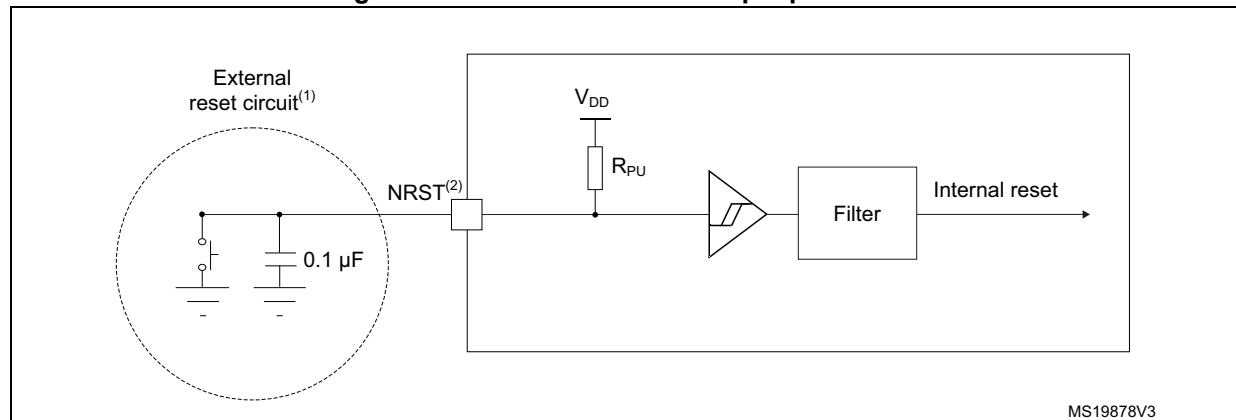 External
reset circuit(1)
VDD
RPU
NRST(2)
Filter
Internal reset
0.1 µF
MS19878V3